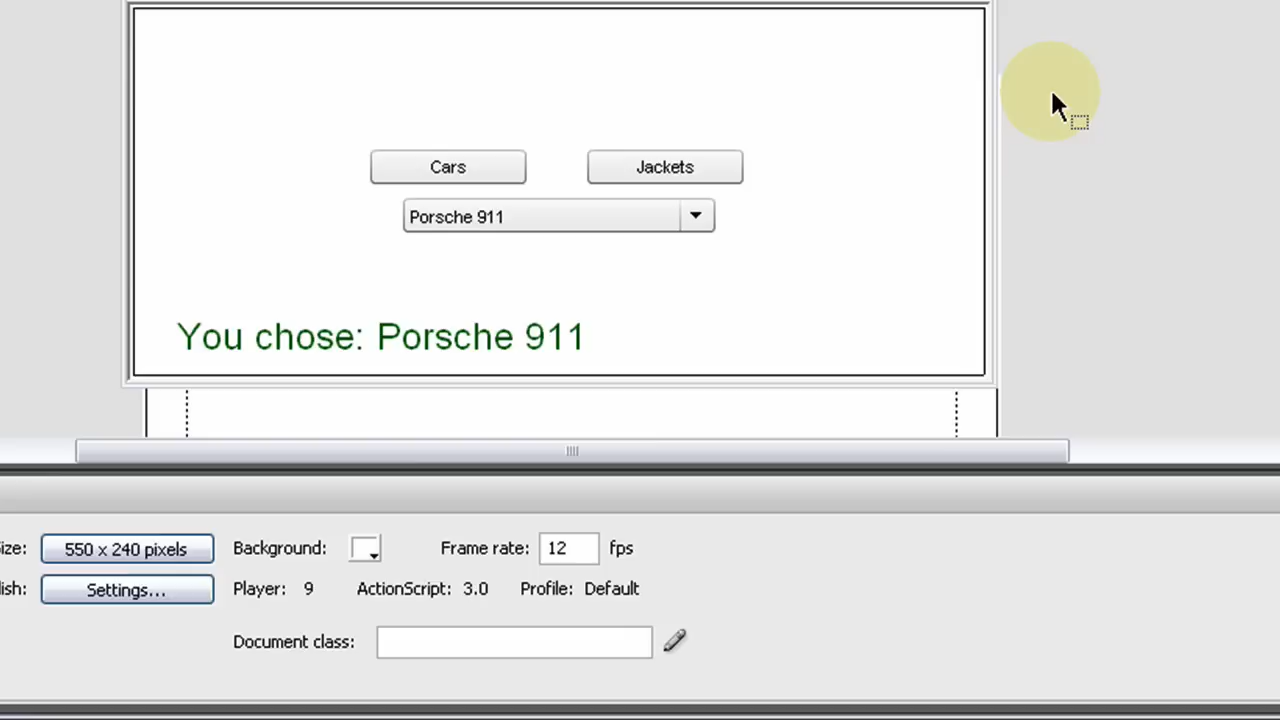 Cars Jackets
Porsche 911
You chose: Porsche 911
ize: 550 x 240 pixels Background: Frame rate: 12 fps
lish: Settings... Player: 9 ActionScript: 3.0 Profile: Default
Document class: